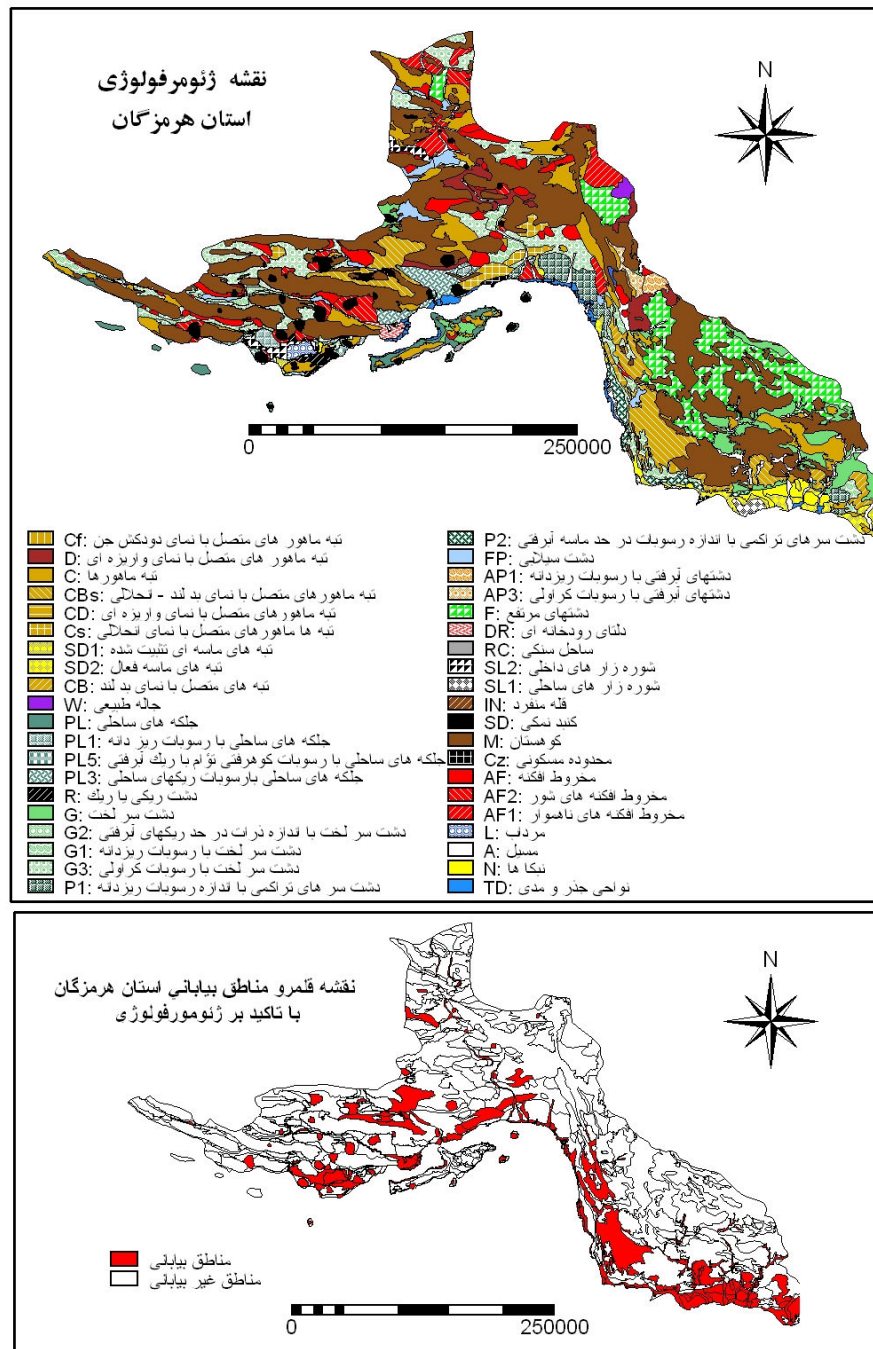 نقشه ژئومرفولوژی
استان هرمزگان
N
0 250000
Cf: تپه ماهور های متصل با نمای دودکش جن
D: تپه ماهور های متصل با نمای واریزه ای
C: تپه ماهورها
CBs: تپه ماهورهای متصل با نمای بد لند - انحلالی
CD: تپه ماهورهای متصل با نمای واریزه ای
Cs: تپه ها ماهورهای متصل با نمای انحلالی
SD1: تپه های ماسه ای تثبیت شده
SD2: تپه های ماسه فعال
CB: تپه های متصل با نمای بد لند
W: چاله طبیعی
PL: جلگه های ساحلی
PL1: جلگه های ساحلی با رسوبات ریز دانه
PL5: جلگه های ساحلی با رسوبات کوهرفتی توٌام با ریگ آبرفتی
PL3: جلگه های ساحلی بارسوبات ریگهای ساحلی
R: دشت ریگی یا ریگ
G: دشت سر لخت
G2: دشت سر لخت با اندازه ذرات در حد ریگهای آبرفتی
G1: دشت سر لخت با رسوبات ریزدانه
G3: دشت سر لخت با رسوبات گراولی
P1: دشت سر های تراکمی با اندازه رسوبات ریزدانه
P2: دشت سرهای تراکمی با اندازه رسوبات در حد ماسه آبرفتی
FP: دشت سیلابی
AP1: دشتهای آبرفتی با رسوبات ریزدانه
AP3: دشتهای آبرفتی با رسوبات گراولی
F: دشتهای مرتفع
DR: دلتای رودخانه ای
RC: ساحل سنگی
SL2: شوره زار های داخلی
SL1: شوره زار های ساحلی
IN: قله منفرد
SD: گنبد نمکی
M: کوهستان
Cz: محدوده مسکونی
AF: مخروط افکنه
AF2: مخروط افکنه های شور
AF1: مخروط افکنه های ناهموار
L: مرداب
A: مسیل
N: نبکا ها
TD: نواحی جذر و مدی
نقشه قلمرو مناطق بیابانی استان هرمزگان
با تاکید بر ژئومورفولوژی
N
مناطق بیابانی
مناطق غیر بیابانی
0 250000